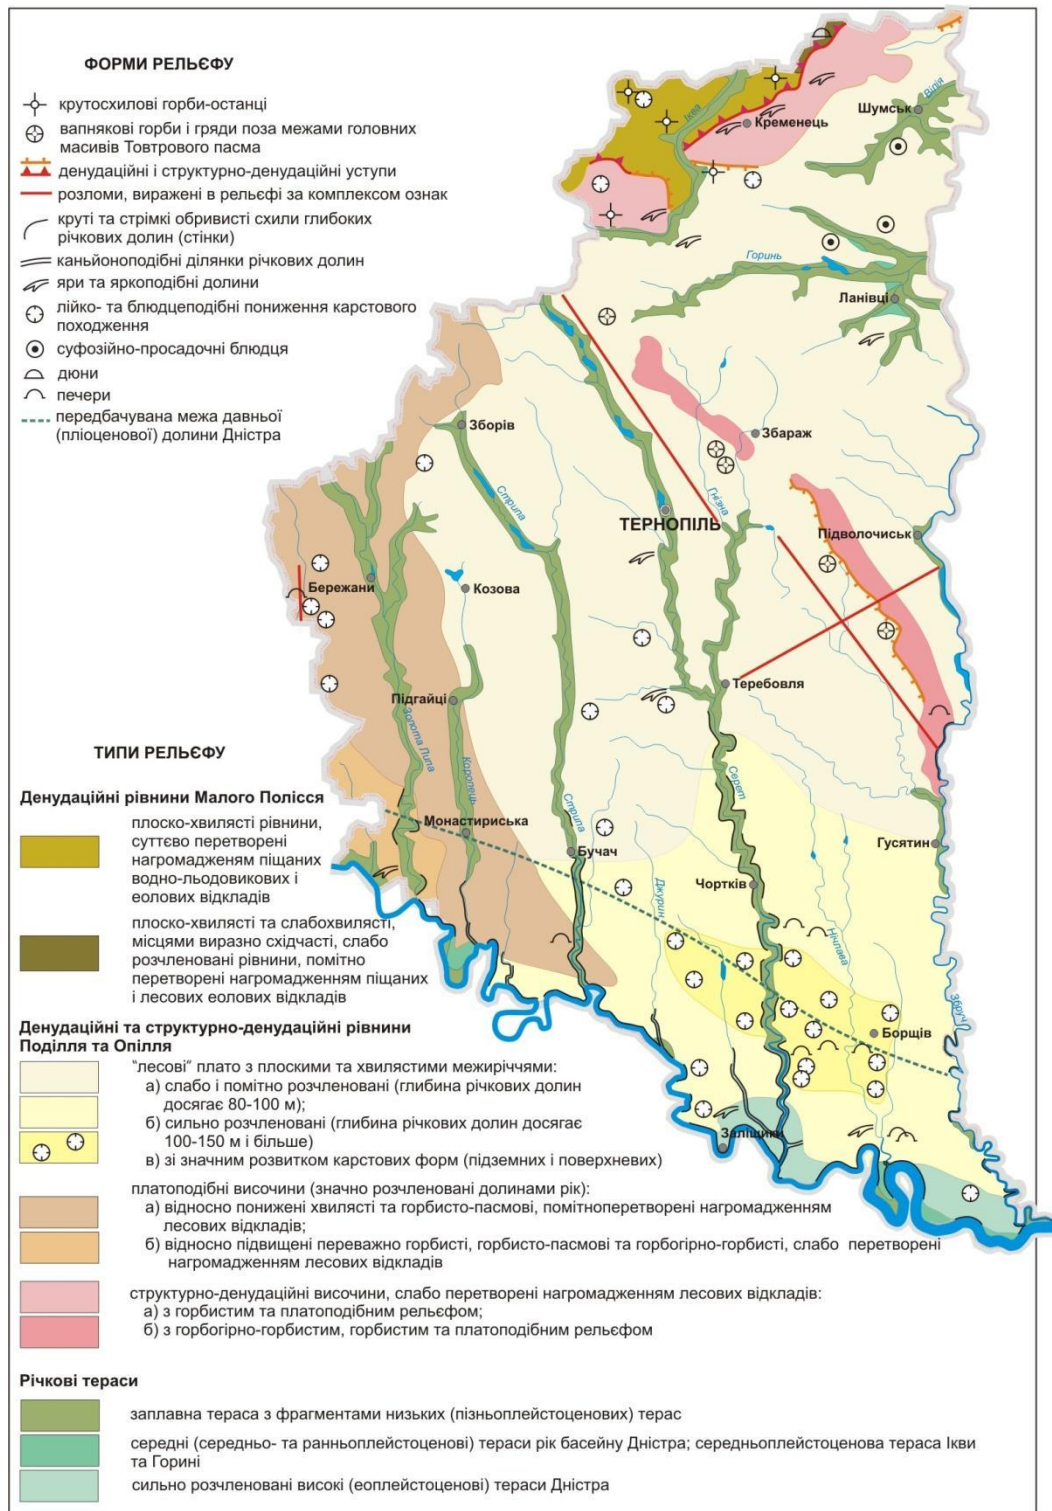 ФОРМИ РЕЛЬЄФУ
крутосхилові горби-останці
вапнякові горби і гряди поза межами головних
масивів Товтрового пасма
денудаційні і структурно-денудаційні уступи
розломи, виражені в рельєфі за комплексом ознак
круті та стрімкі обривисті схили глибоких
річкових долин (стінки)
каньйоноподібні ділянки річкових долин
яри та яркоподібні долини
лійко- та блюдцеподібні пониження карстового
походження
суфозійно-просадочні блюдця
дюни
печери
передбачувана межа давньої
(пліоценової) долини Дністра
Іква
Вілія
Шумськ
Кременець
Горинь
Ланівці
Зборів
Збараж
Стрипа
Гнізна
ТЕРНОПІЛЬ
Підволочиськ
Бережани
Козова
Теребовля
Підгайці
Золота Липа
Коропець
Серет
Стрипа
Монастириська
Бучач
Гусятин
Джурин
Чортків
Нічлава
Збруч
Борщів
Заліщики
ТИПИ РЕЛЬЄФУ
Денудаційні рівнини Малого Полісся
плоско-хвилясті рівнини,
суттєво перетворені
нагромадженям піщаних
водно-льодовикових і
еолових відкладів
плоско-хвилясті та слабохвилясті,
місцями виразно східчасті, слабо
розчленовані рівнини, помітно
перетворені нагромадженням піщаних
і лесових еолових відкладів
Денудаційні та структурно-денудаційні рівнини
Поділля та Опілля
"лесові" плато з плоскими та хвилястими межиріччями:
а) слабо і помітно розчленовані (глибина річкових долин
досягає 80-100 м);
б) сильно розчленовані (глибина річкових долин досягає
100-150 м і більше)
в) зі значним розвитком карстових форм (підземних і поверхневих)
платоподібні височини (значно розчленовані долинами рік):
а) відносно понижені хвилясті та горбисто-пасмові, помітноперетворені нагромадженням
лесових відкладів;
б) відносно підвищені переважно горбисті, горбисто-пасмові та горбогірно-горбисті, слабо перетворені
нагромадженням лесових відкладів
структурно-денудаційні височини, слабо перетворені нагромадженням лесових відкладів:
а) з горбистим та платоподібним рельєфом;
б) з горбогірно-горбистим, горбистим та платоподібним рельєфом
Річкові тераси
заплавна тераса з фрагментами низьких (пізньоплейстоценових) терас
середні (середньо- та ранньоплейстоценові) тераси рік басейну Дністра; середньоплейстоценова тераса Ікви
та Горині
сильно розчленовані високі (еоплейстоценові) тераси Дністра